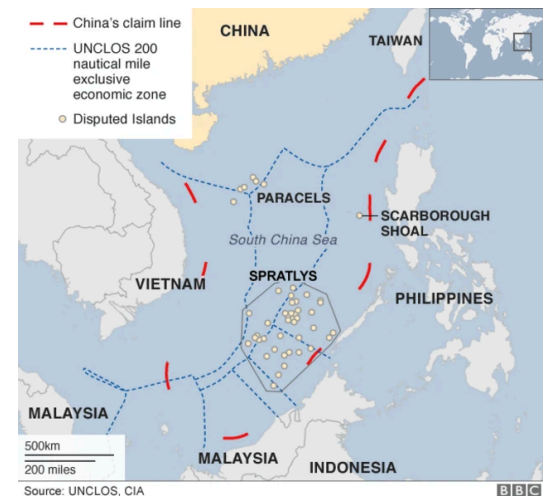 China's claim line
UNCLOS 200
nautical mile
exclusive
economic zone
Disputed Islands
CHINA
TAIWAN
PARACELS
SCARBOROUGH
SHOAL
South China Sea
SPRATLYS
VIETNAM
PHILIPPINES
MALAYSIA
500km
200 miles
MALAYSIA
INDONESIA
Source: UNCLOS, CIA
BBC